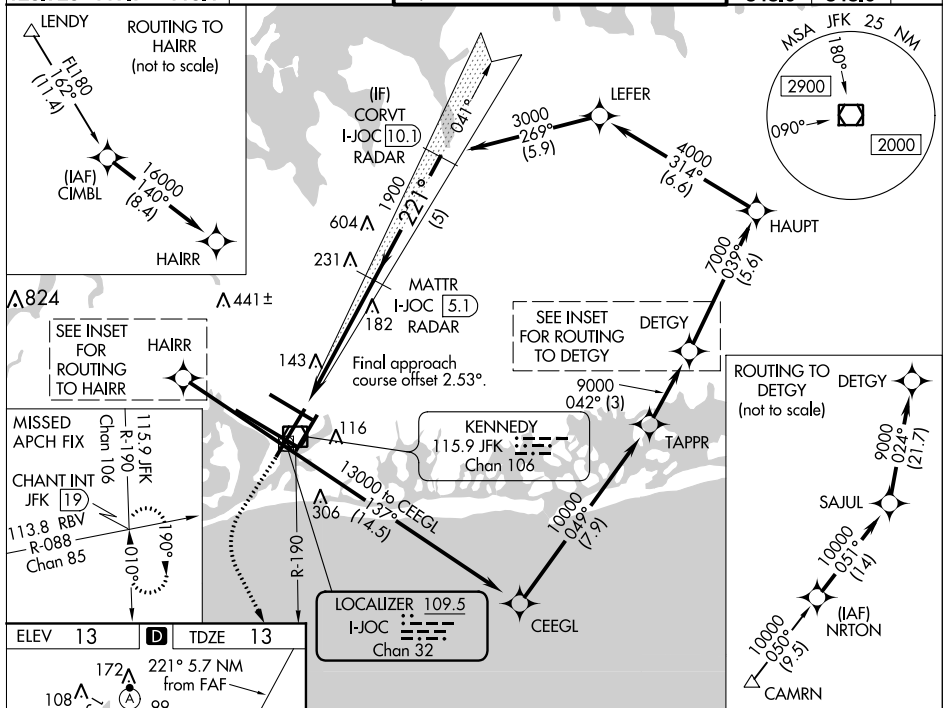 LENDY
ROUTING TO
HAIRR
(not to scale)
FL180
162°
(11.4)
(IAF)
CIMBL
16000
140°
(8.4)
HAIRR
(IF)
CORVT
I-JOC 10.1
RADAR
041°
1900
221°
(5)
3000
269°
(5.9)
LEFER
4000
314°
(6.6)
HAUPT
MSA JFK 25 NM
180°
2900
090°
2000
604
231
MATTR
I-JOC 5.1
RADAR
182
143
Final approach
course offset 2.53°.
7000
039°
(5.6)
824
441±
SEE INSET
FOR
ROUTING
TO HAIRR
HAIRR
SEE INSET
FOR ROUTING
TO DETGY
DETGY
9000
042° (3)
TAPPR
KENNEDY
115.9 JFK
Chan 106
116
306
13000 to CEEGL
137°
(14.5)
10000
049°
(7.9)
CEEGL
R-190
LOCALIZER 109.5
I-JOC
Chan 32
MISSED
APCH FIX
115.9 JFK
Chan 106
R-190
CHANT INT
JFK 19
113.8 RBV
R-088
Chan 85
190°
010°
ROUTING TO
DETGY
(not to scale)
DETGY
9000
024°
(21.7)
SAJUL
10000
051°
(14)
(IAF)
NRTON
10000
050°
(9.5)
CAMRN
ELEV 13
D
TDZE 13
172
221° 5.7 NM
from FAF
108
A